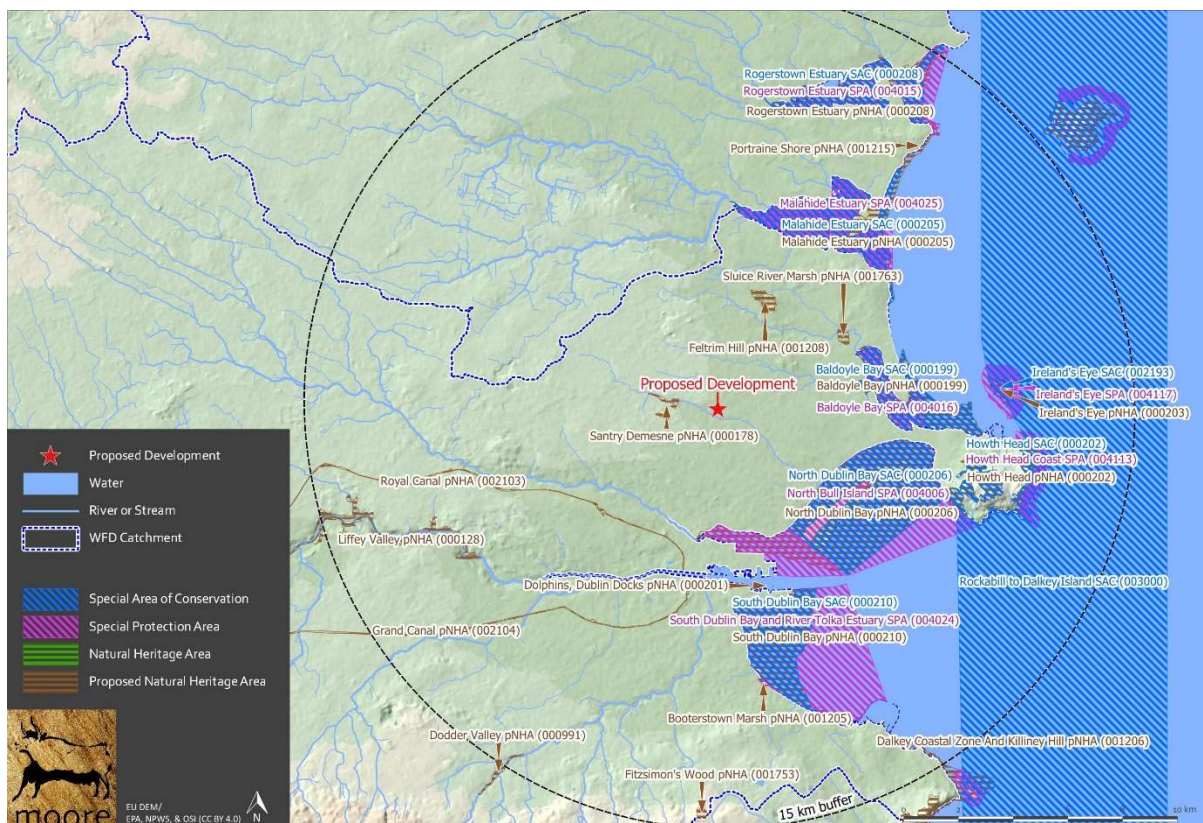 Rogerstown Estuary SAC (000208)
Rogerstown Estuary SPA (004015)
Rogerstown Estuary pNHA (000208)
Portraine Shore pNHA (001215)
Malahide Estuary SPA (004025)
Malahide Estuary SAC (000205)
Malahide Estuary pNHA (000205)
Sluice River Marsh pNHA (001763)
Feltrim Hill pNHA (001208)
Baldoyle Bay SAC (000199)
Baldoyle Bay pNHA (000199)
Baldoyle Bay SPA (004016)
Ireland's Eye SAC (002193)
Ireland's Eye SPA (004117)
Ireland's Eye pNHA (000203)
Proposed Development
Santry Demesne pNHA (000178)
Howth Head SAC (000202)
Howth Head Coast SPA (004113)
Howth Head pNHA (000202)
North Dublin Bay SAC (000206)
North Bull Island SPA (004006)
North Dublin Bay pNHA (000206)
Royal Canal pNHA (002103)
Liffey Valley pNHA (000128)
Dolphins, Dublin Docks pNHA (000201)
Rockabill to Dalkey Island SAC (003000)
South Dublin Bay SAC (000210)
South Dublin Bay and River Tolka Estuary SPA (004024)
South Dublin Bay pNHA (000210)
Grand Canal pNHA (002104)
Booterstown Marsh pNHA (001205)
Dodder Valley pNHA (000991)
Dalkey Coastal Zone And Killiney Hill pNHA (001206)
Fitzsimon's Wood pNHA (001753)
15 km buffer
Proposed Development
Water
River or Stream
WFD Catchment
Special Area of Conservation
Special Protection Area
Natural Heritage Area
Proposed Natural Heritage Area
moore
EU DEM/
EPA, NPWS, & OSI (CC BY 4.0)
N
0 2 4 6 8 10 km